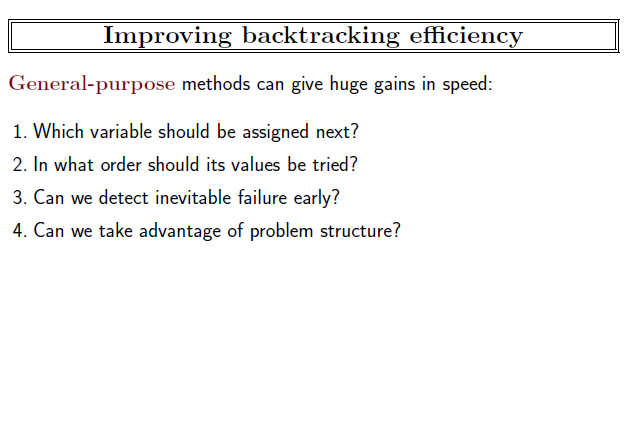 Improving backtracking efficiency
General-purpose methods can give huge gains in speed:
1. Which variable should be assigned next?
2. In what order should its values be tried?
3. Can we detect inevitable failure early?
4. Can we take advantage of problem structure?